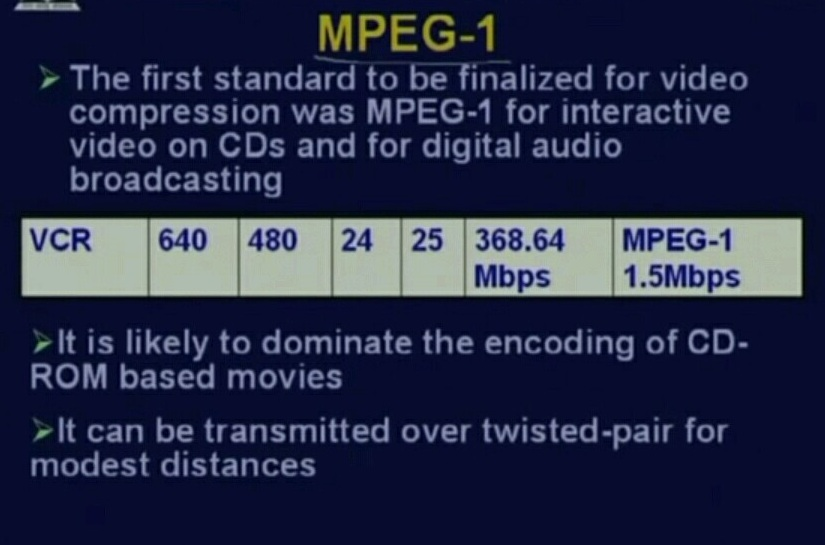 MPEG-1
➢ The first standard to be finalized for video
compression was MPEG-1 for interactive
video on CDs and for digital audio
broadcasting
VCR 640 480 24 25 368.64 MPEG-1
Mbps 1.5Mbps
➢It is likely to dominate the encoding of CD-
ROM based movies
➢It can be transmitted over twisted-pair for
modest distances